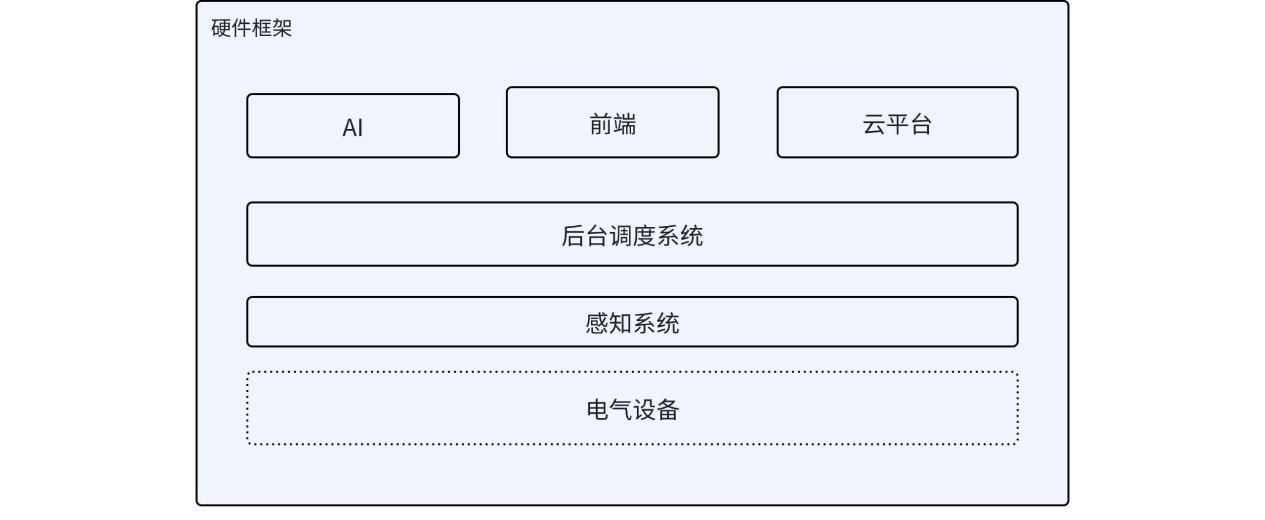 硬件框架
AI
前端
云平台
后台调度系统
感知系统
电气设备